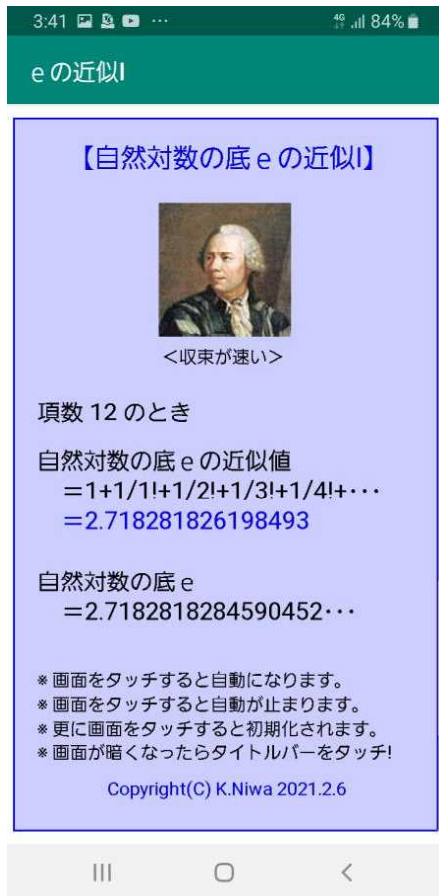 3:41 ... 4G 84%
e の近似I
【自然対数の底 e の近似I】
＜収束が速い＞
項数 12 のとき
自然対数の底 e の近似値
＝1+1/1!+1/2!+1/3!+1/4!+･･･
＝2.718281826198493
自然対数の底 e
＝2.7182818284590452･･･
※ 画面をタッチすると自動になります。
※ 画面をタッチすると自動が止まります。
※ 更に画面をタッチすると初期化されます。
※ 画面が暗くなったらタイトルバーをタッチ!
Copyright(C) K.Niwa 2021.2.6